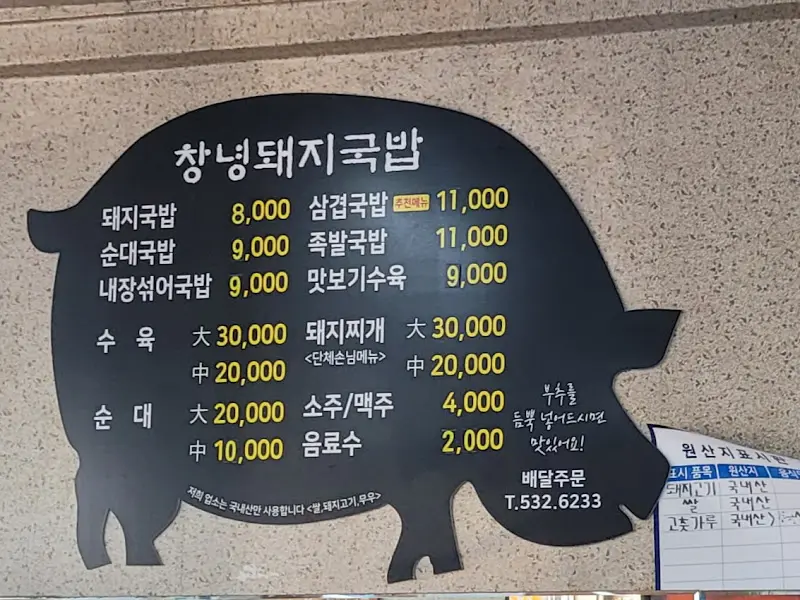 창녕돼지국밥
돼지국밥 8,000
순대국밥 9,000
내장섞어국밥 9,000
수육 大 30,000
中 20,000
순대 大 20,000
中 10,000
삼겹국밥 추천메뉴 11,000
족발국밥 11,000
맛보기수육 9,000
돼지찌개 大 30,000
<단체손님메뉴> 中 20,000
소주/맥주 4,000
음료수 2,000
부추를
듬뿍 넣어드시면
맛있어요!
배달주문
T.532.6233
저희 업소는 국내산만 사용합니다 <쌀,돼지고기,무우>
원산지표시판
표시 품목 원산지
돼지고기 국내산
쌀 국내산
고춧가루 국내산